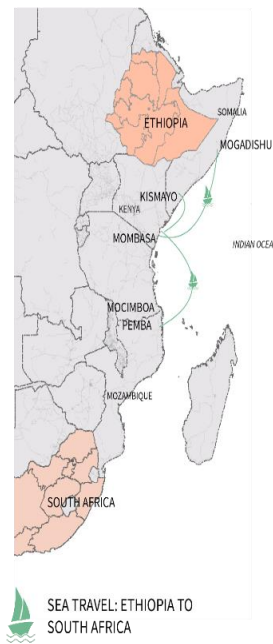 SOMALIA
ETHIOPIA
MOGADISHU
KISMAYO
KENYA
MOMBASA
INDIAN OCEA
MOCIMBOA
PEMBA
MOZAMBIQUE
SOUTH AFRICA
SEA TRAVEL: ETHIOPIA TO
SOUTH AFRICA